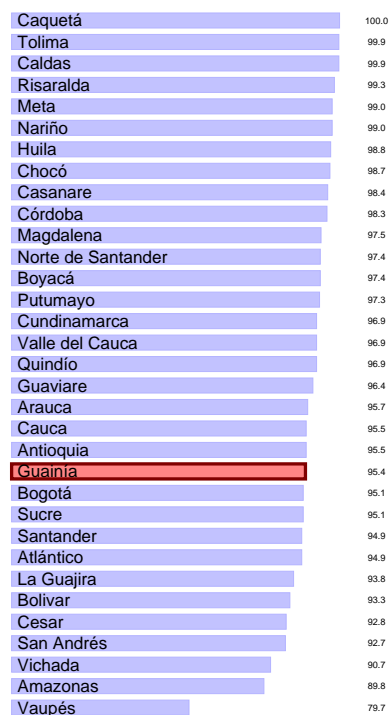 Caquetá 100.0
Tolima 99.9
Caldas 99.9
Risaralda 99.3
Meta 99.0
Nariño 99.0
Huila 98.8
Chocó 98.7
Casanare 98.4
Córdoba 98.3
Magdalena 97.5
Norte de Santander 97.4
Boyacá 97.4
Putumayo 97.3
Cundinamarca 96.9
Valle del Cauca 96.9
Quindío 96.9
Guaviare 96.4
Arauca 95.7
Cauca 95.5
Antioquia 95.5
Guainía 95.4
Bogotá 95.1
Sucre 95.1
Santander 94.9
Atlántico 94.9
La Guajira 93.8
Bolivar 93.3
Cesar 92.8
San Andrés 92.7
Vichada 90.7
Amazonas 89.8
Vaupés 79.7